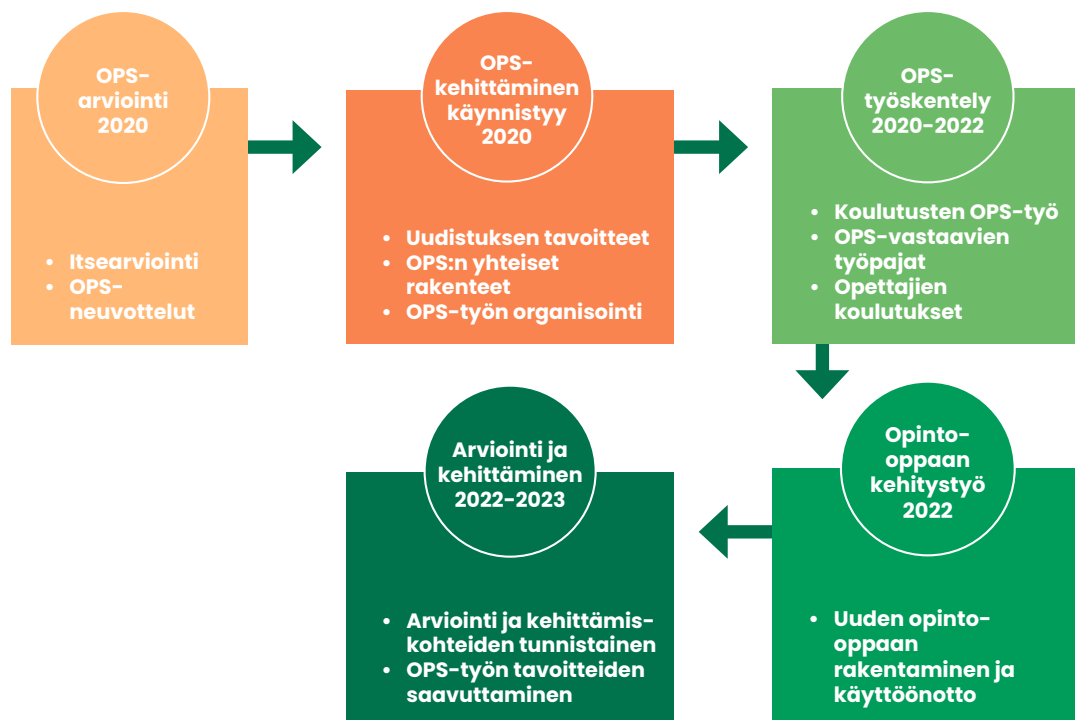 OPS-
arviointi
2020
• Itsearviointi
• OPS-
neuvottelut
OPS-
kehittäminen
käynnistyy
2020
• Uudistuksen tavoitteet
• OPS:n yhteiset
rakenteet
• OPS-työn organisointi
OPS-
työskentely
2020-2022
• Koulutusten OPS-työ
• OPS-vastaavien
työpajat
• Opettajien
koulutukset
Opinto-
oppaan
kehitystyö
2022
• Uuden opinto-
oppaan
rakentaminen ja
käyttöönotto
Arviointi ja
kehittäminen
2022-2023
• Arviointi ja kehittämis-
kohteiden tunnistainen
• OPS-työn tavoitteiden
saavuttaminen